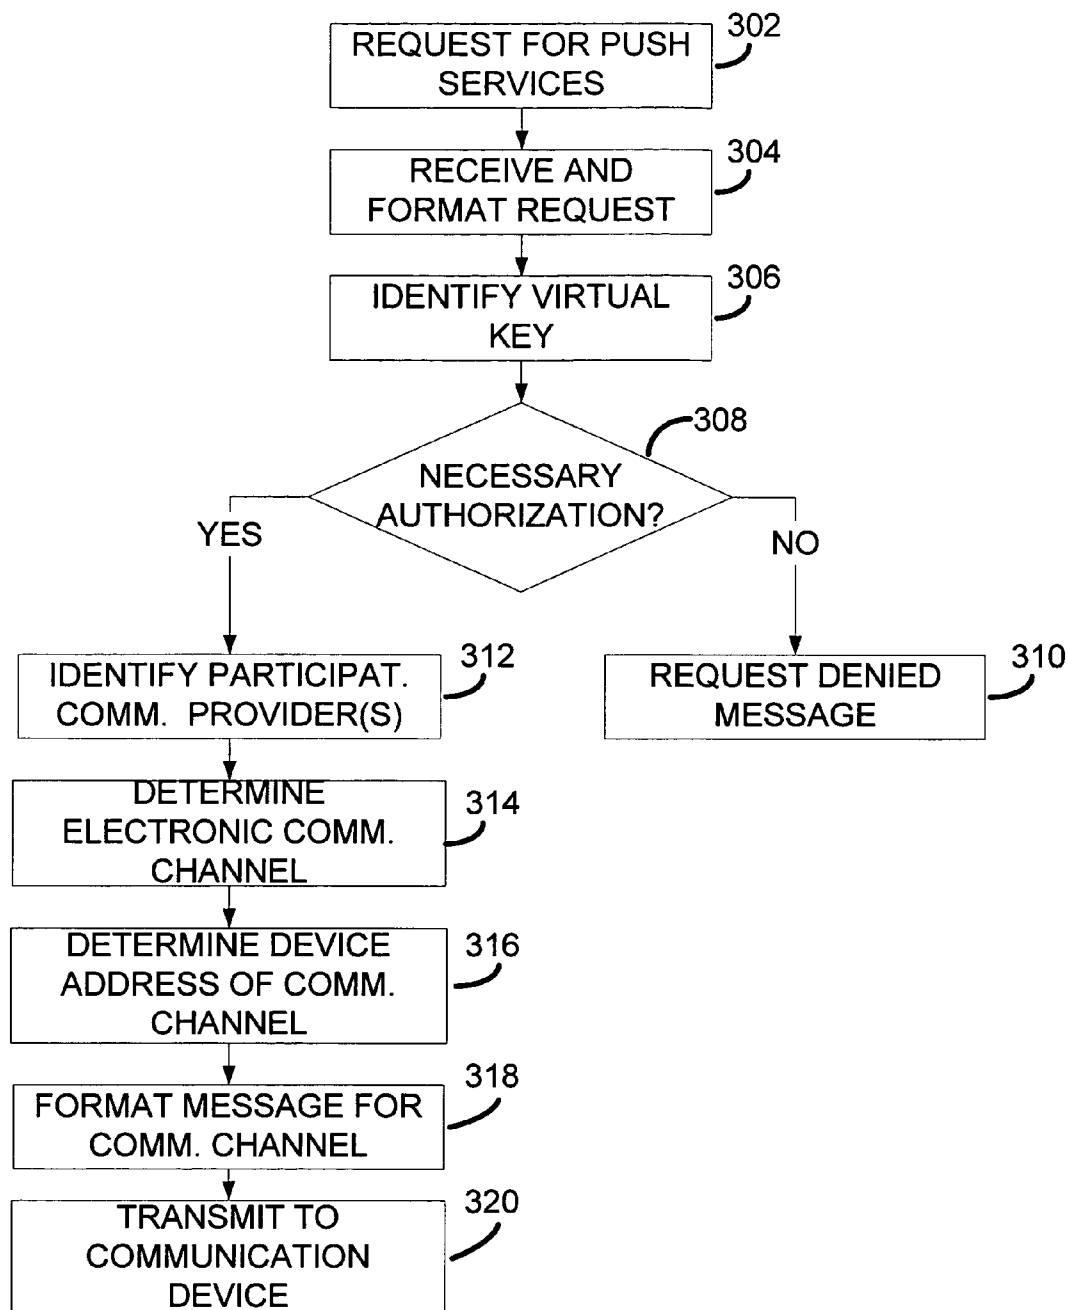 302
REQUEST FOR PUSH
SERVICES
304
RECEIVE AND
FORMAT REQUEST
306
IDENTIFY VIRTUAL
KEY
308
NECESSARY
AUTHORIZATION?
YES
NO
312
IDENTIFY PARTICIPAT.
COMM. PROVIDER(S)
310
REQUEST DENIED
MESSAGE
314
DETERMINE
ELECTRONIC COMM.
CHANNEL
316
DETERMINE DEVICE
ADDRESS OF COMM.
CHANNEL
318
FORMAT MESSAGE FOR
COMM. CHANNEL
320
TRANSMIT TO
COMMUNICATION
DEVICE